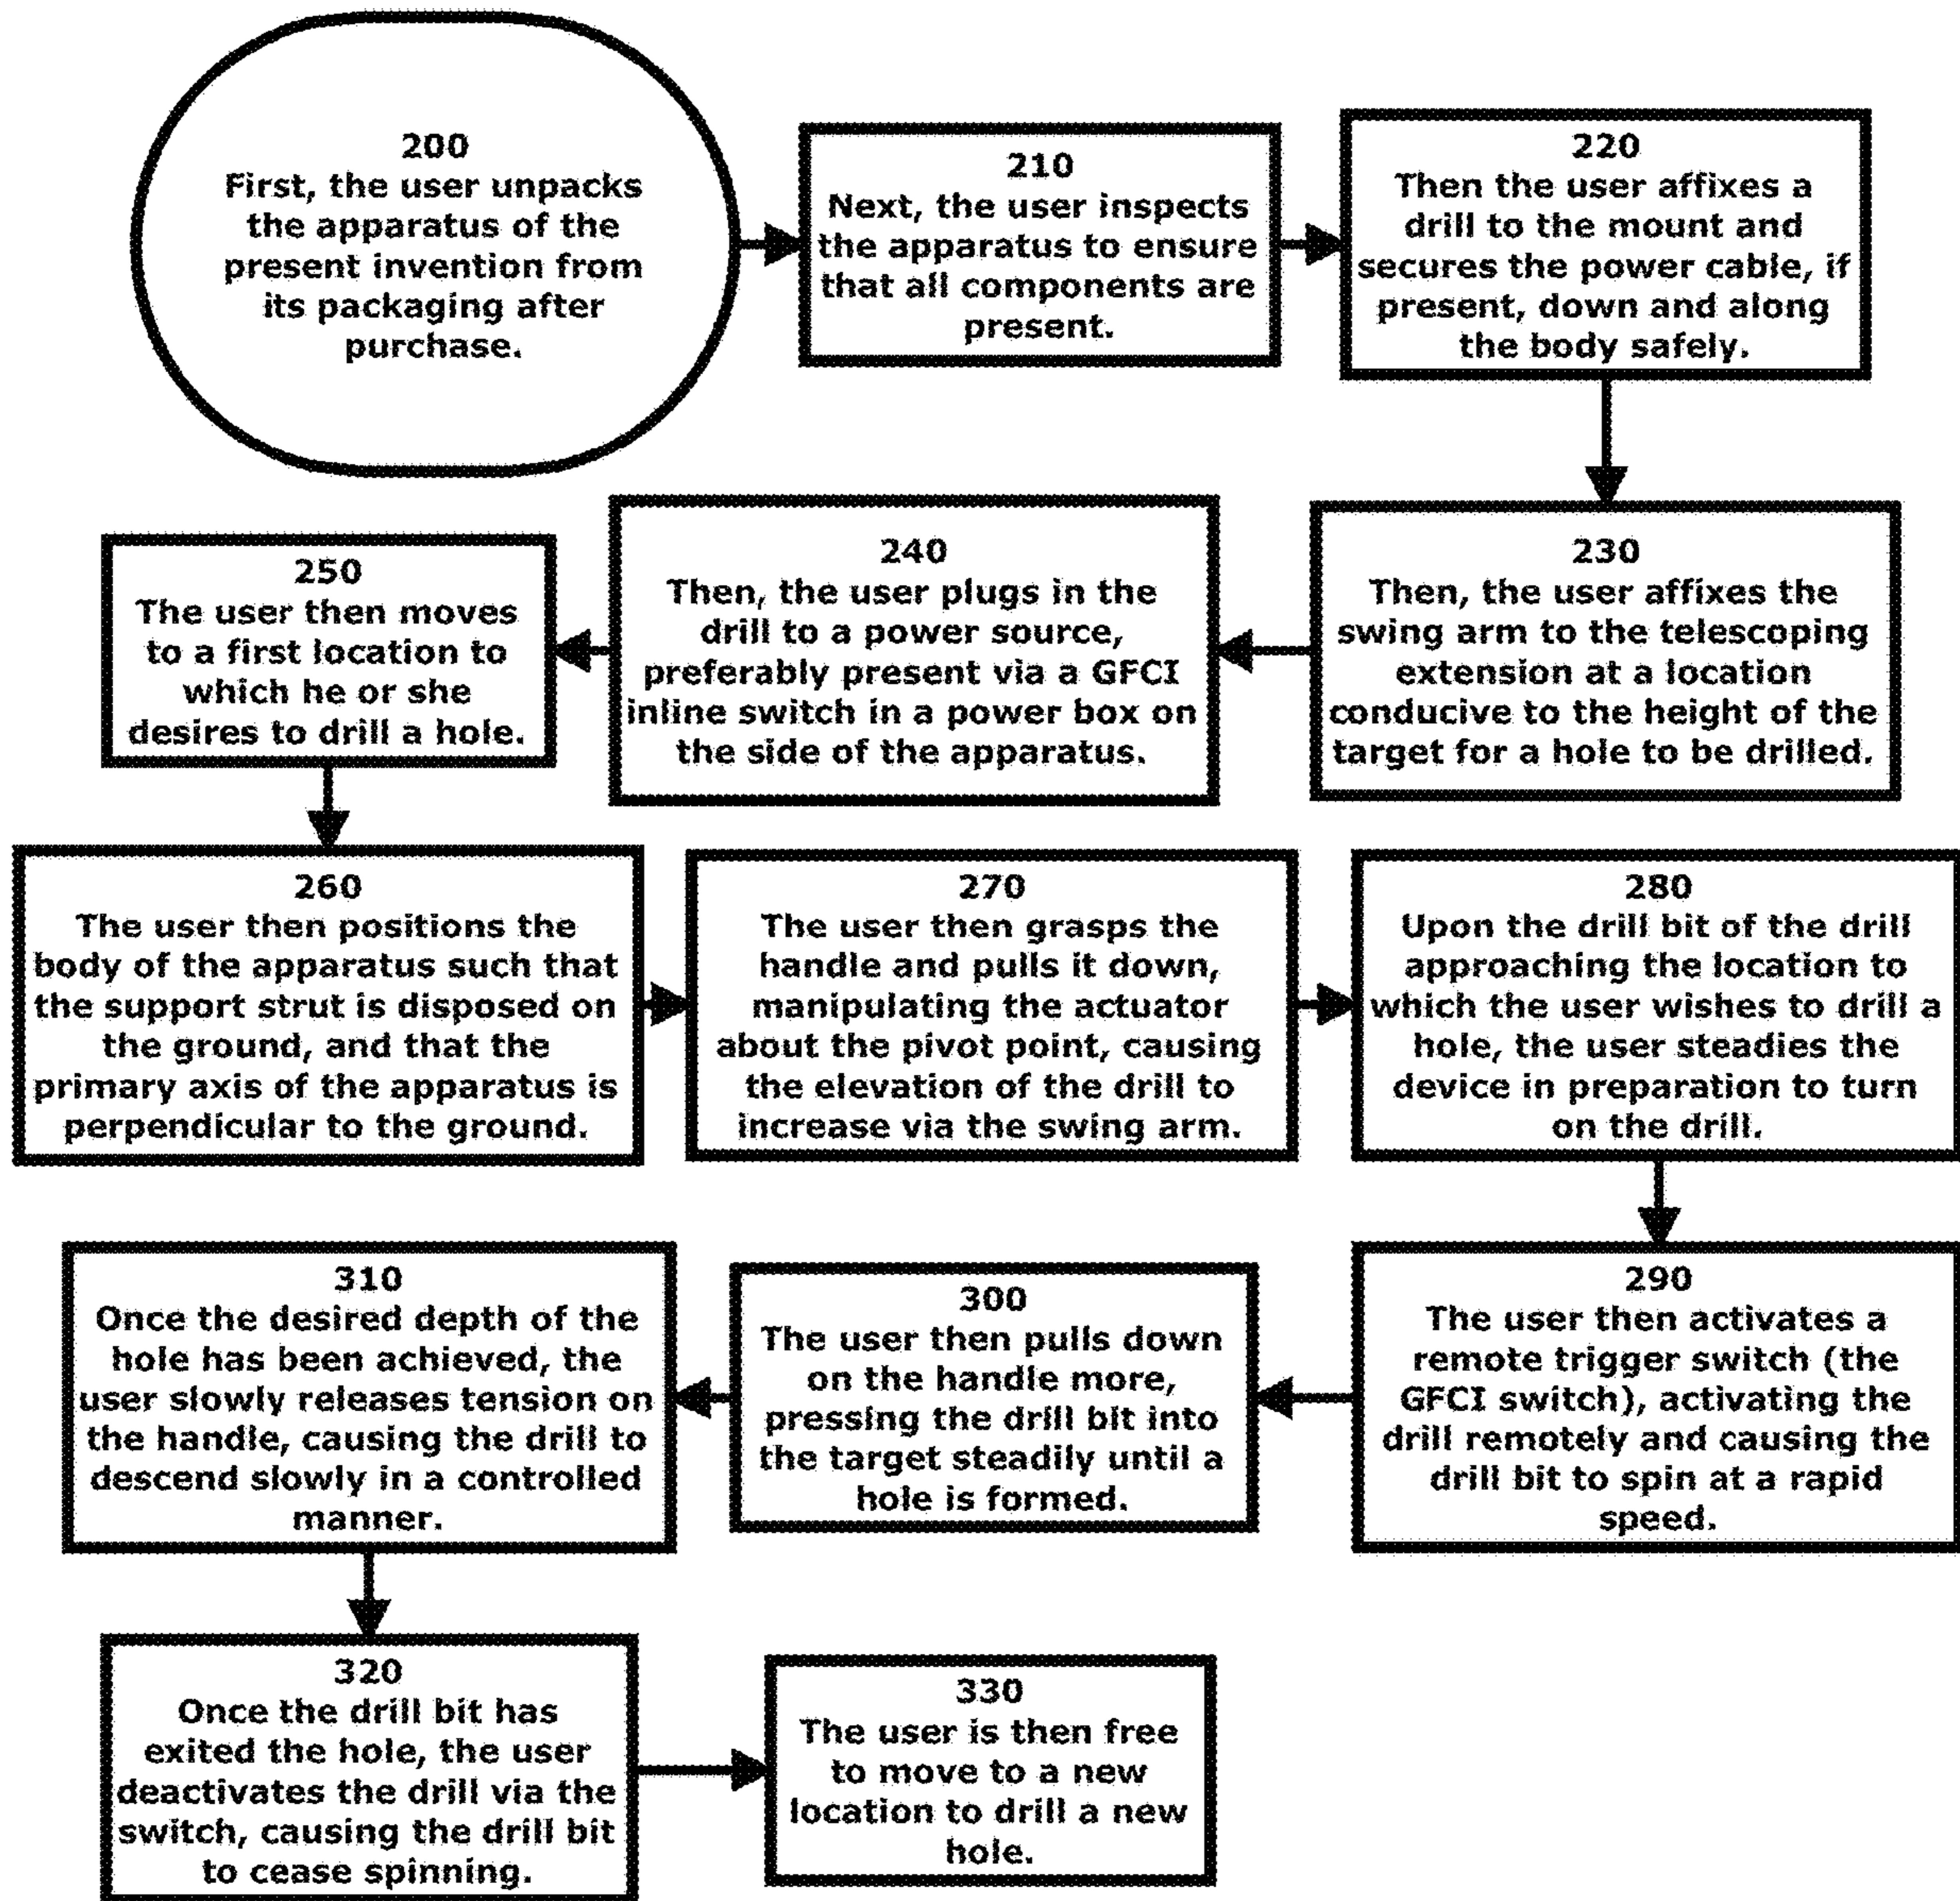 200
First, the user unpacks
the apparatus of the
present invention from
its packaging after
purchase.
210
Next, the user inspects
the apparatus to ensure
that all components are
present.
220
Then the user affixes a
drill to the mount and
secures the power cable, if
present, down and along
the body safely.
230
Then, the user affixes the
swing arm to the telescoping
extension at a location
conducive to the height of the
target for a hole to be drilled.
240
Then, the user plugs in the
drill to a power source,
preferably present via a GFCI
inline switch in a power box on
the side of the apparatus.
250
The user then moves
to a first location to
which he or she
desires to drill a hole.
260
The user then positions the
body of the apparatus such that
the support strut is disposed on
the ground, and that the
primary axis of the apparatus is
perpendicular to the ground.
270
The user then grasps the
handle and pulls it down,
manipulating the actuator
about the pivot point, causing
the elevation of the drill to
increase via the swing arm.
280
Upon the drill bit of the drill
approaching the location to
which the user wishes to drill a
hole, the user steadies the
device in preparation to turn
on the drill.
290
The user then activates a
remote trigger switch (the
GFCI switch), activating the
drill remotely and causing the
drill bit to spin at a rapid
speed.
300
The user then pulls down
on the handle more,
pressing the drill bit into
the target steadily until a
hole is formed.
310
Once the desired depth of the
hole has been achieved, the
user slowly releases tension on
the handle, causing the drill to
descend slowly in a controlled
manner.
320
Once the drill bit has
exited the hole, the user
deactivates the drill via the
switch, causing the drill bit
to cease spinning.
330
The user is then free
to move to a new
location to drill a new
hole.